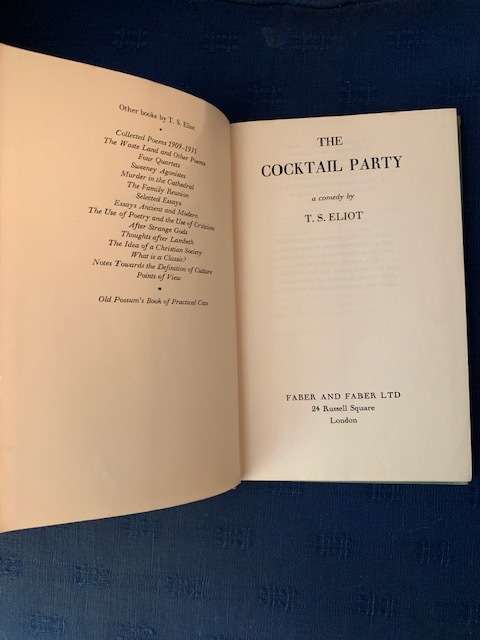 Other books by T. S. Eliot
*
Collected Poems 1909–1935
The Waste Land and Other Poems
Four Quartets
Sweeney Agonistes
Murder in the Cathedral
The Family Reunion
Selected Essays
Essays Ancient and Modern
The Use of Poetry and the Use of Criticism
After Strange Gods
Thoughts after Lambeth
The Idea of a Christian Society
What is a Classic?
Notes Towards the Definition of Culture
Points of View
*
Old Possum's Book of Practical Cats
THE
COCKTAIL PARTY
a comedy by
T. S. ELIOT
FABER AND FABER LTD
24 Russell Square
London